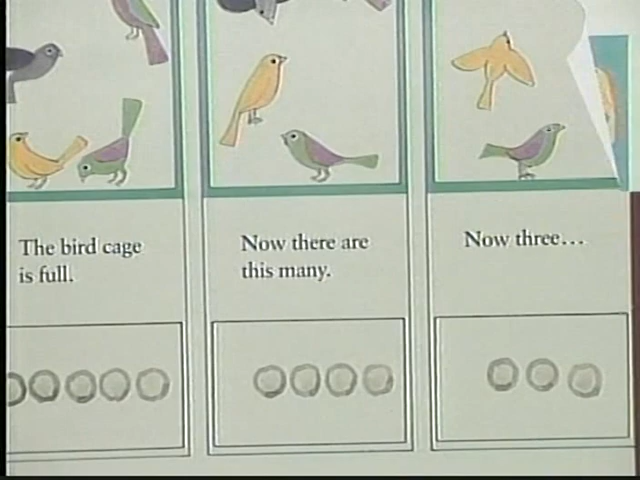 The bird cage
is full.
Now there are
this many.
Now three...